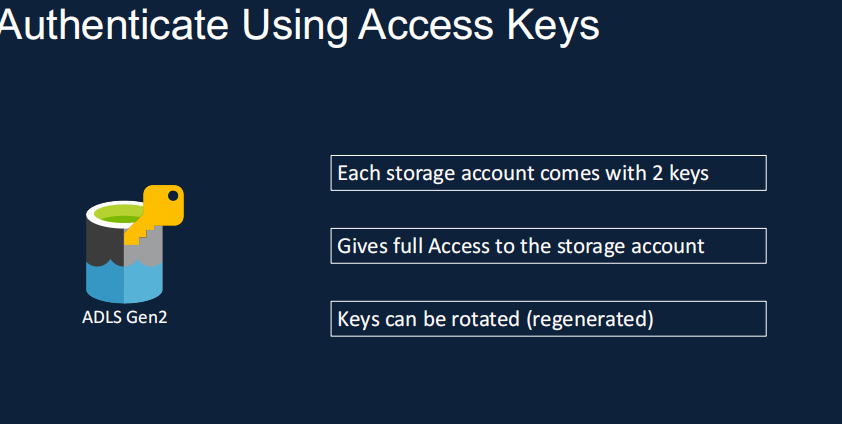 Authenticate Using Access Keys
Each storage account comes with 2 keys
Gives full Access to the storage account
Keys can be rotated (regenerated)
ADLS Gen2